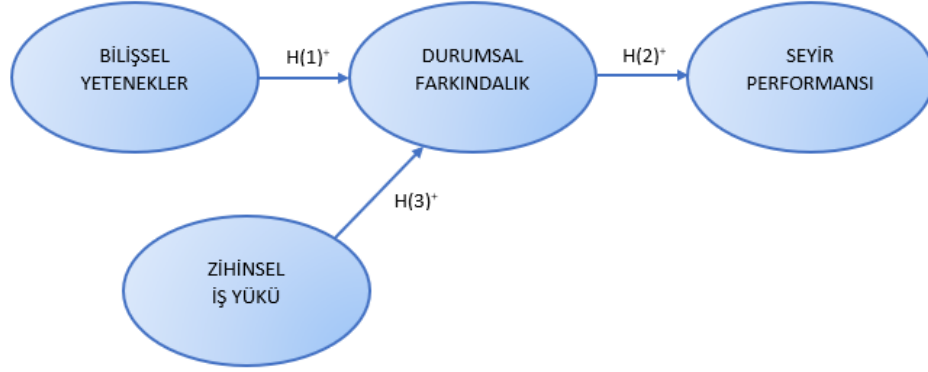 BİLİŞSEL
YETENEKLER
H(1)⁺
DURUMSAL
FARKINDALIK
H(2)⁺
SEYİR
PERFORMANSI
H(3)⁺
ZİHİNSEL
İŞ YÜKÜ